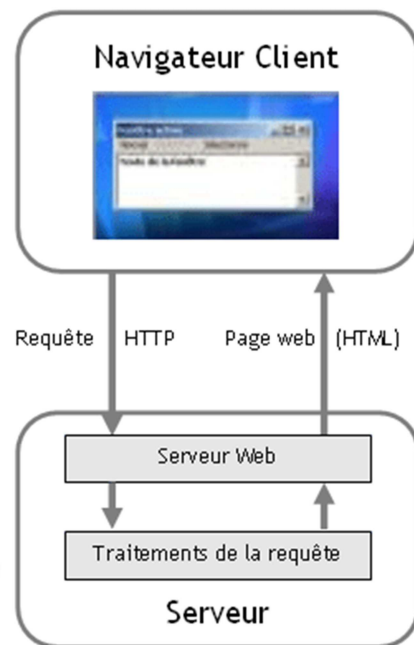 Navigateur Client
Requête HTTP Page web (HTML)
Serveur Web
Traitements de la requête
Serveur